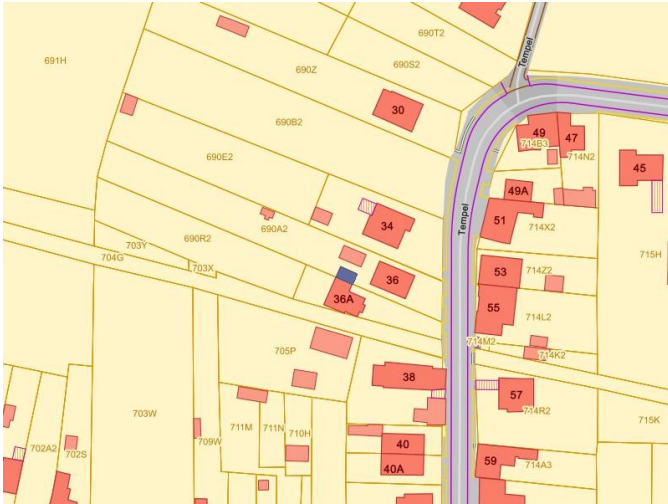 690T2
691H
690Z
690S2
Tempel
30
690B2
49
47
714B3
714N2
690E2
45
49A
34
51
Tempel
714X2
690A2
690R2
703Y
704G
703X
715H
53
714Z2
36
36A
55
714L2
714M2
705P
714K2
38
57
703W
709W
711M
711N
710H
714R2
715K
40
702A2
702S
40A
59
714A3